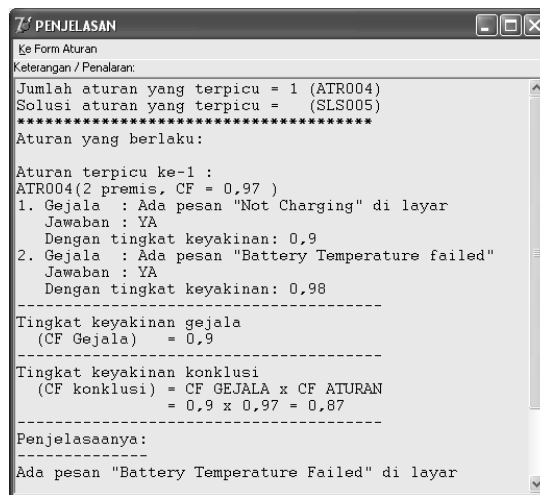 PENJELASAN
Ke Form Aturan
Keterangan / Penalaran:
Jumlah aturan yang terpicu = 1 (ATR004)
Solusi aturan yang terpicu =   (SLS005)
**************************************
Aturan yang berlaku:
Aturan terpicu ke-1 :
ATR004(2 premis, CF = 0,97 )
1. Gejala  : Ada pesan "Not Charging" di layar
Jawaban : YA
Dengan tingkat keyakinan: 0,9
2. Gejala  : Ada pesan "Battery Temperature failed"
Jawaban : YA
Dengan tingkat keyakinan: 0,98
---------------------------------------
Tingkat keyakinan gejala
(CF Gejala)   = 0,9
---------------------------------------
Tingkat keyakinan konklusi
(CF konklusi) = CF GEJALA x CF ATURAN
= 0,9 x 0,97 = 0,87
---------------------------------------
Penjelasaanya:
--------------
Ada pesan "Battery Temperature Failed" di layar